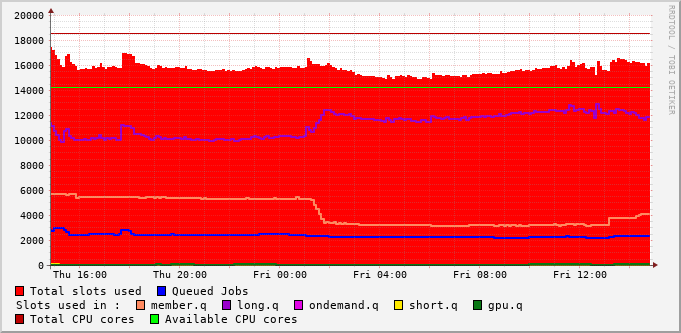 20000
18000
16000
14000
12000
10000
8000
6000
4000
2000
0
Thu 16:00 Thu 20:00 Fri 00:00 Fri 04:00 Fri 08:00 Fri 12:00
RRDTOOL / TOBI OETIKER
Total slots used Queued Jobs
Slots used in : member.q long.q ondemand.q short.q gpu.q
Total CPU cores Available CPU cores